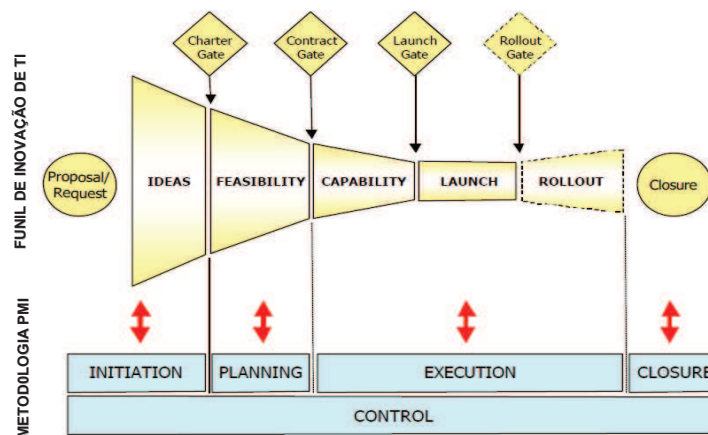 FUNIL DE INOVAÇÃO DE TI
Charter
Gate
Contract
Gate
Launch
Gate
Rollout
Gate
Proposal/
Request
IDEAS
FEASIBILITY
CAPABILITY
LAUNCH
ROLLOUT
Closure
METODOLOGIA PMI
INITIATION
PLANNING
EXECUTION
CLOSURE
CONTROL